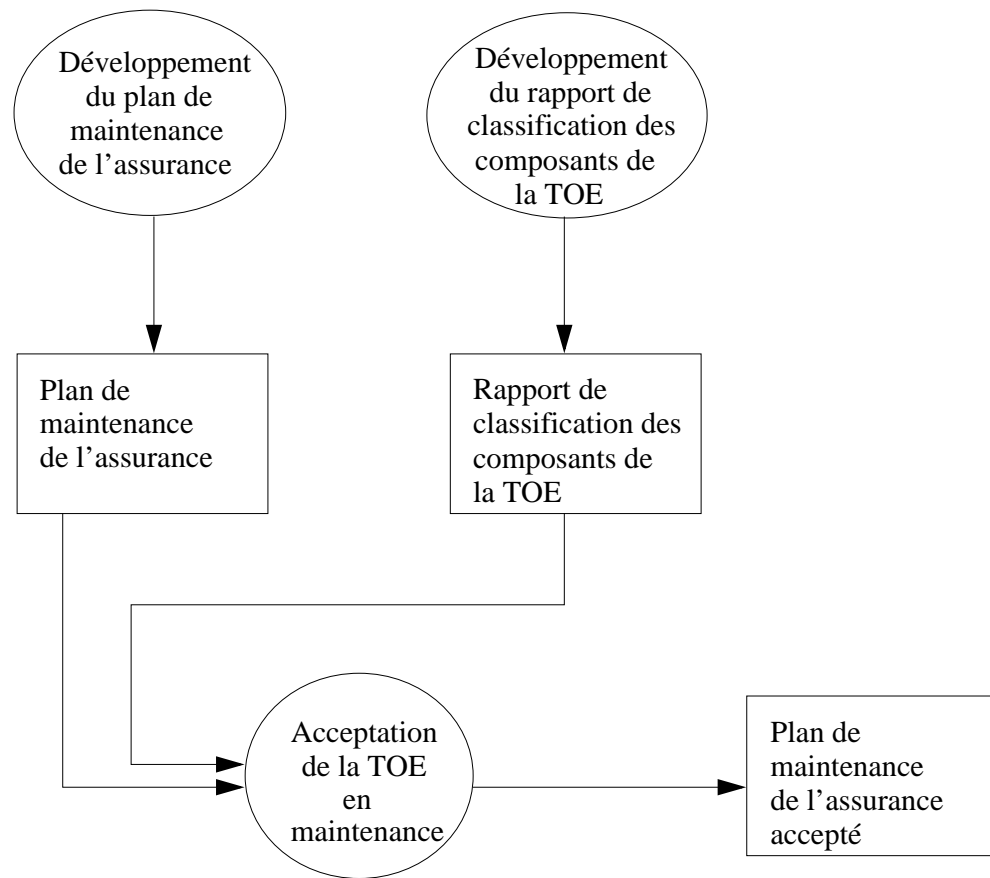 Développement
du plan de
maintenance
de l’assurance
Développement
du rapport de
classification des
composants de
la TOE
Plan de
maintenance
de l’assurance
Rapport de
classification des
composants de
la TOE
Acceptation
de la TOE
en
maintenance
Plan de
maintenance
de l’assurance
accepté